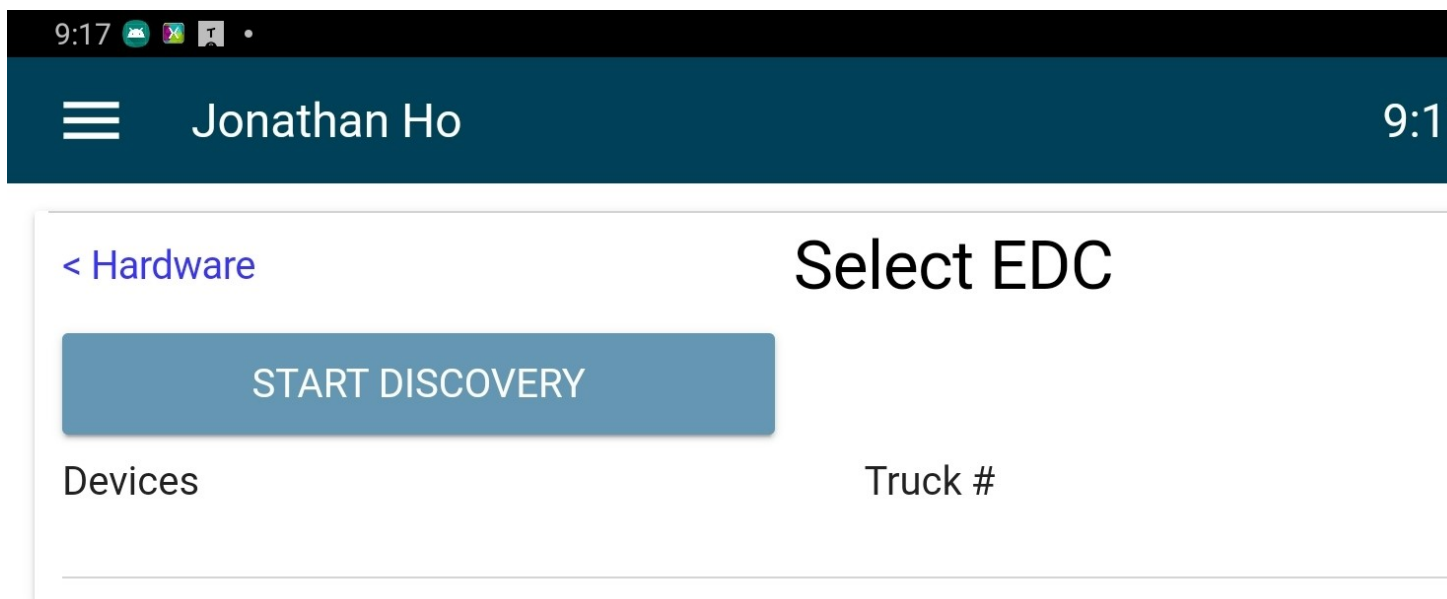 9:17
Jonathan Ho 9:1
< Hardware Select EDC
START DISCOVERY
Devices Truck #